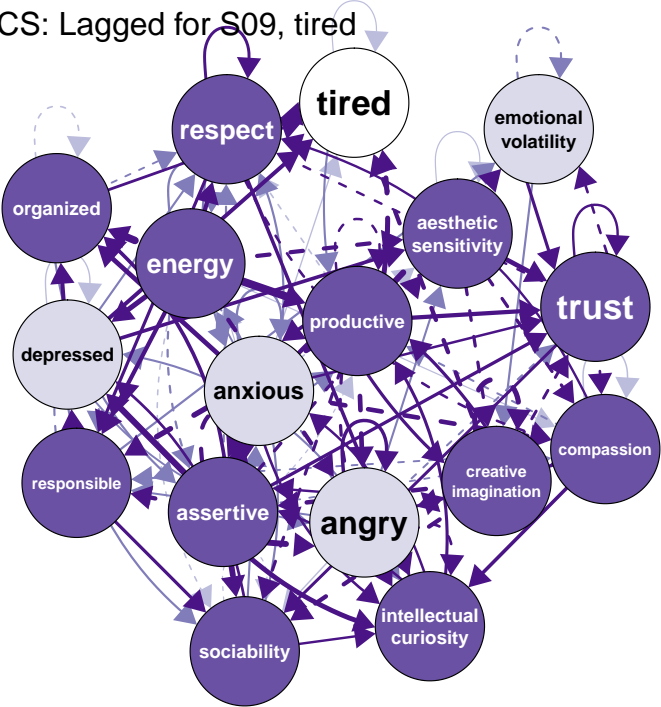 CS: Lagged for S09, tired
tired
respect
emotional
volatility
organized
aesthetic
sensitivity
energy
trust
productive
depressed
anxious
compassion
creative
imagination
responsible
assertive
angry
intellectual
curiosity
sociability